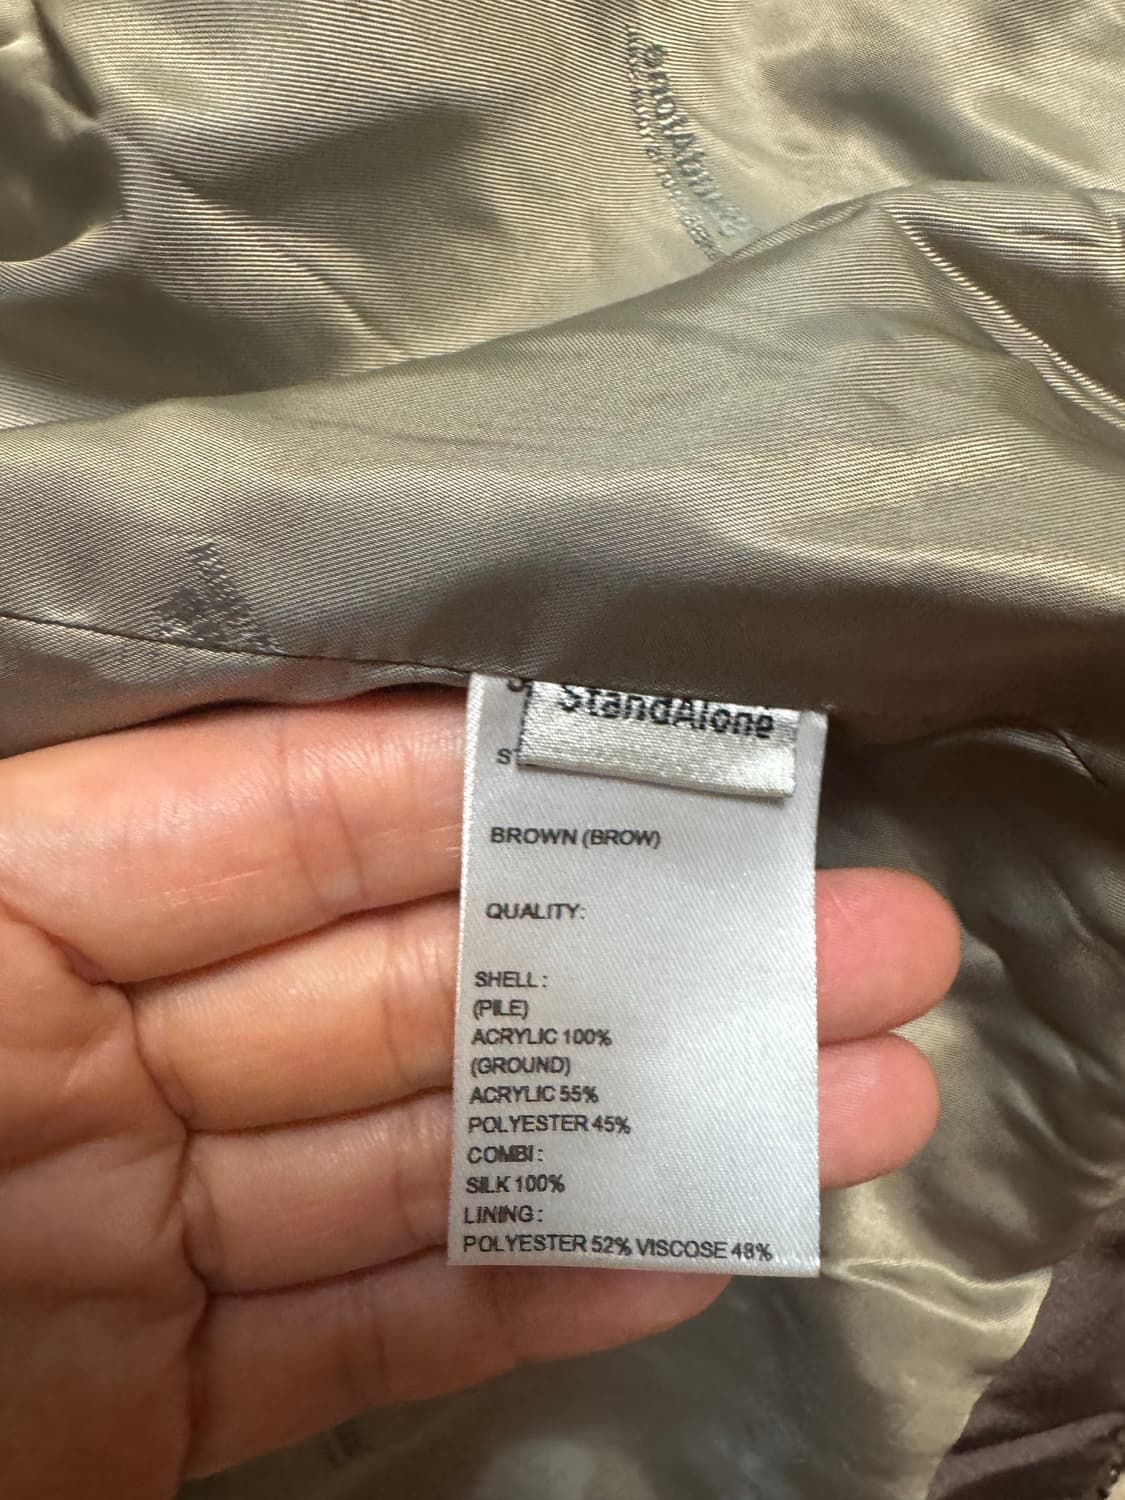 StandAlone
S
BROWN (BROW)
QUALITY:
SHELL :
(PILE)
ACRYLIC 100%
(GROUND)
ACRYLIC 55%
POLYESTER 45%
COMBI :
SILK 100%
LINING :
POLYESTER 52% VISCOSE 48%